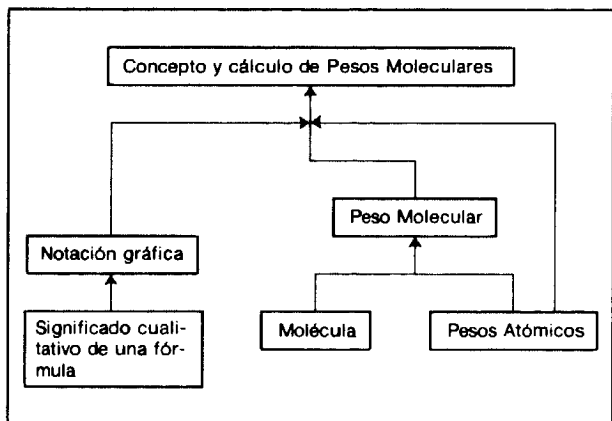 Concepto y cálculo de Pesos Moleculares
Peso Molecular
Notación gráfica
Significado cuali-
tativo de una fór-
mula
Molécula
Pesos Atómicos